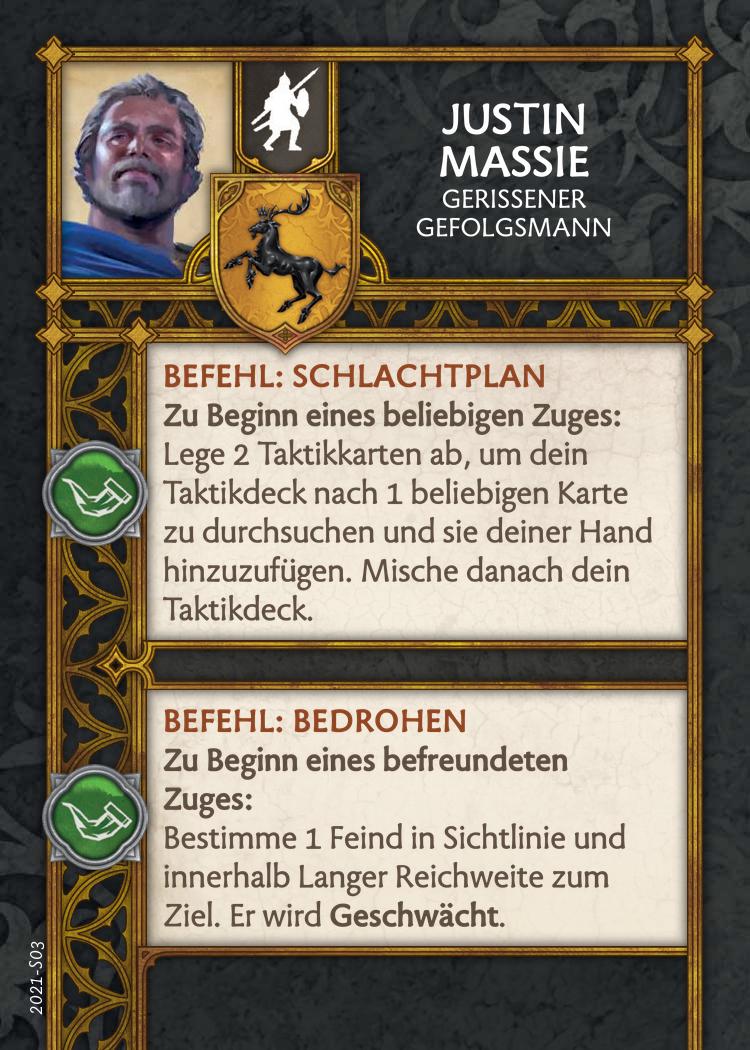 JUSTIN
MASSIE
GERISSENER
GEFOLGSMANN
BEFEHL: SCHLACHTPLAN
Zu Beginn eines beliebigen Zuges:
Lege 2 Taktikkarten ab, um dein
Taktikdeck nach 1 beliebigen Karte
zu durchsuchen und sie deiner Hand
hinzuzufügen. Mische danach dein
Taktikdeck.
BEFEHL: BEDROHEN
Zu Beginn eines befreundeten
Zuges:
Bestimme 1 Feind in Sichtlinie und
innerhalb Langer Reichweite zum
Ziel. Er wird Geschwächt.
2021-S03